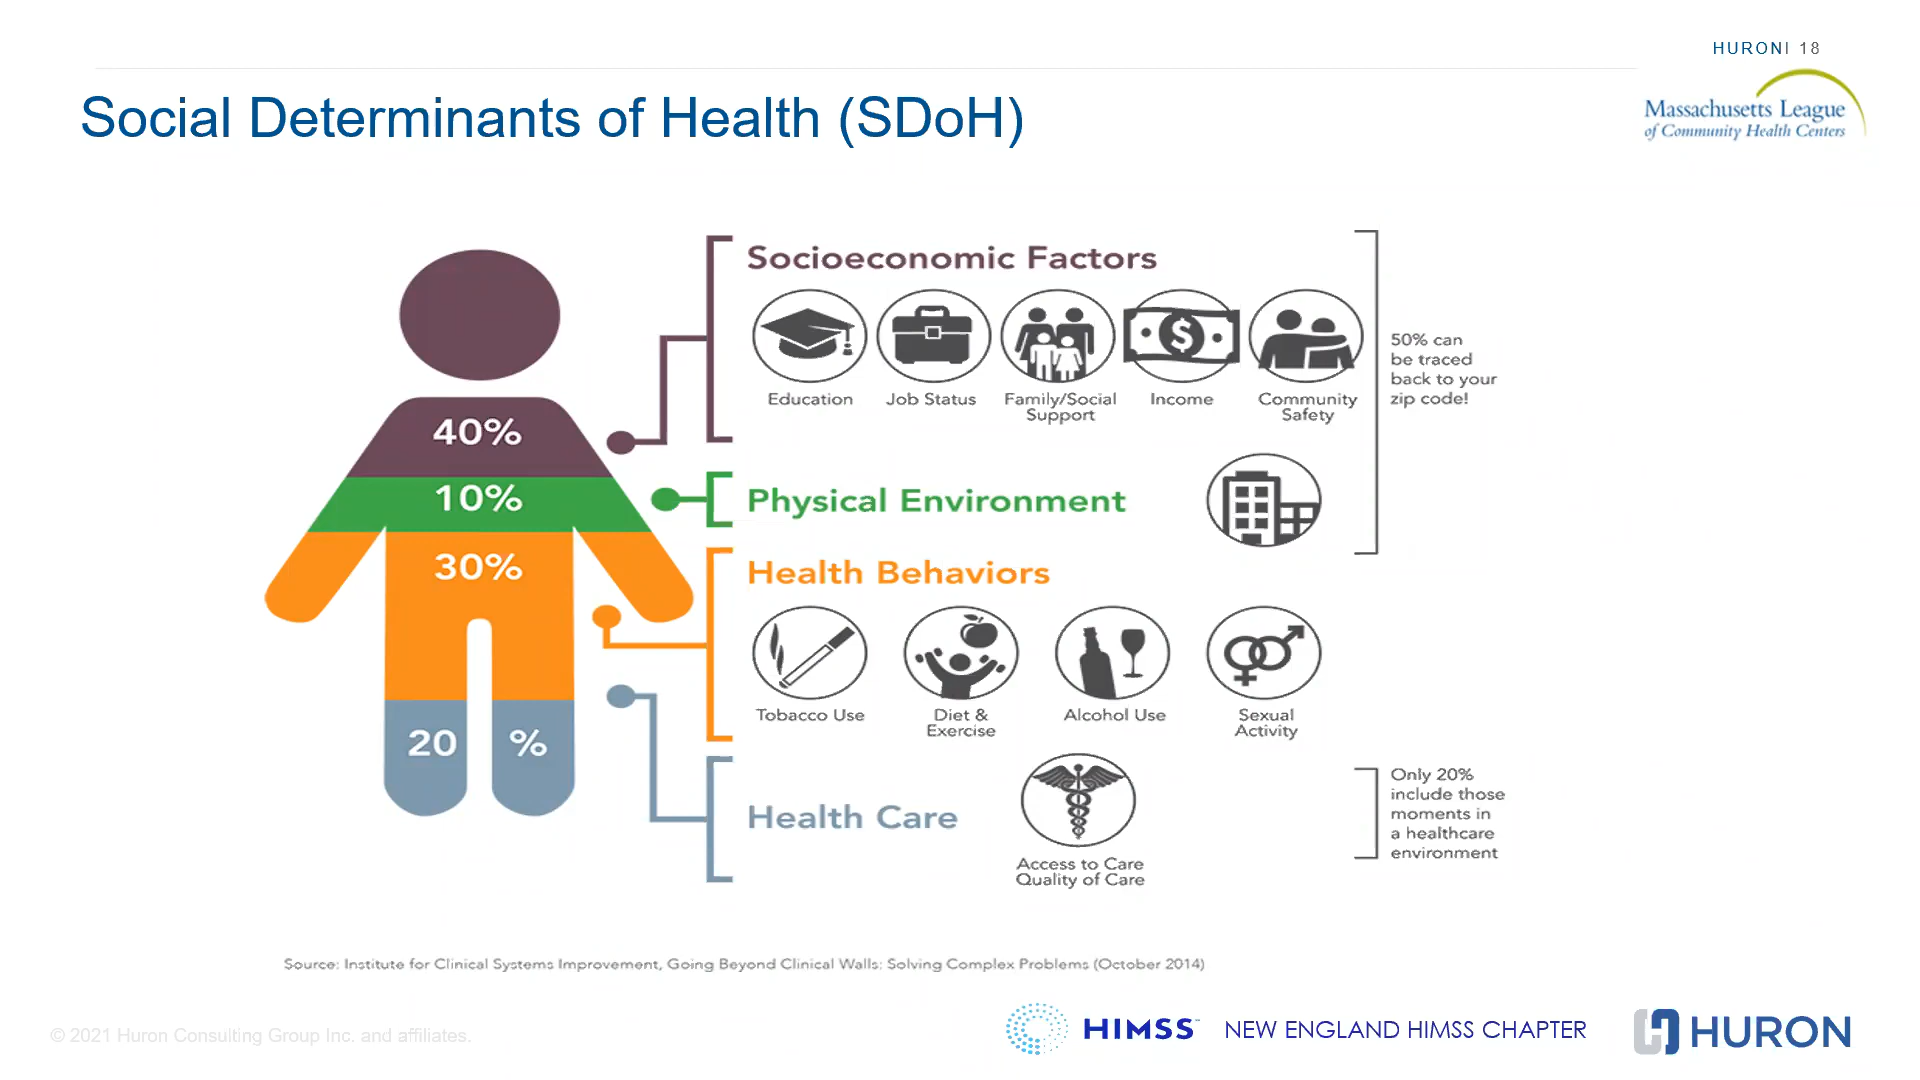 HURON| 18
Massachusetts League
of Community Health Centers
Social Determinants of Health (SDoH)
Socioeconomic Factors
Education
Job Status
Family/Social
Support
Income
Community
Safety
50% can
be traced
back to your
zip code!
40%
10%
Physical Environment
30%
Health Behaviors
Tobacco Use
Diet &
Exercise
Alcohol Use
Sexual
Activity
20 %
Health Care
Access to Care
Quality of Care
Only 20%
include those
moments in
a healthcare
environment
Source: Institute for Clinical Systems Improvement, Going Beyond Clinical Walls: Solving Complex Problems (October 2014)
© 2021 Huron Consulting Group Inc. and affiliates.
HIMSS
NEW ENGLAND HIMSS CHAPTER
HURON